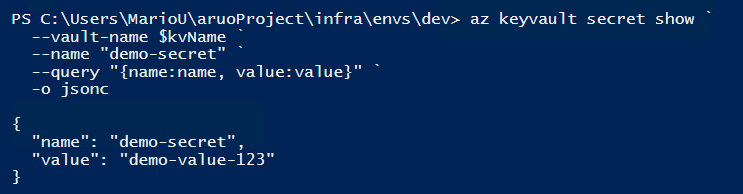 PS C:\Users\MarioU\aruoProject\infra\envs\dev> az keyvault secret show `
  --vault-name $kvName `
  --name "demo-secret" `
  --query "{name:name, value:value}" `
  -o jsonc

{
  "name": "demo-secret",
  "value": "demo-value-123"
}